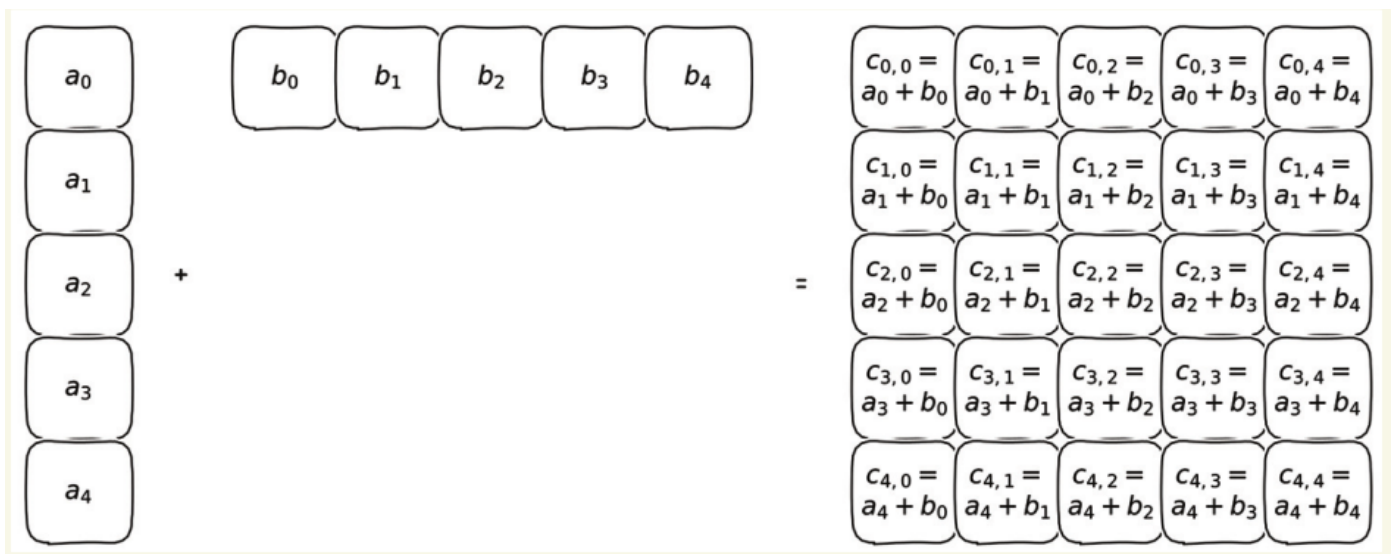 a₀ b₀ b₁ b₂ b₃ b₄ c₀,₀ = c₀,₁ = c₀,₂ = c₀,₃ = c₀,₄ =
a₀ + b₀ a₀ + b₁ a₀ + b₂ a₀ + b₃ a₀ + b₄
a₁ c₁,₀ = c₁,₁ = c₁,₂ = c₁,₃ = c₁,₄ =
a₁ + b₀ a₁ + b₁ a₁ + b₂ a₁ + b₃ a₁ + b₄
a₂ + = c₂,₀ = c₂,₁ = c₂,₂ = c₂,₃ = c₂,₄ =
a₂ + b₀ a₂ + b₁ a₂ + b₂ a₂ + b₃ a₂ + b₄
a₃ c₃,₀ = c₃,₁ = c₃,₂ = c₃,₃ = c₃,₄ =
a₃ + b₀ a₃ + b₁ a₃ + b₂ a₃ + b₃ a₃ + b₄
a₄ c₄,₀ = c₄,₁ = c₄,₂ = c₄,₃ = c₄,₄ =
a₄ + b₀ a₄ + b₁ a₄ + b₂ a₄ + b₃ a₄ + b₄